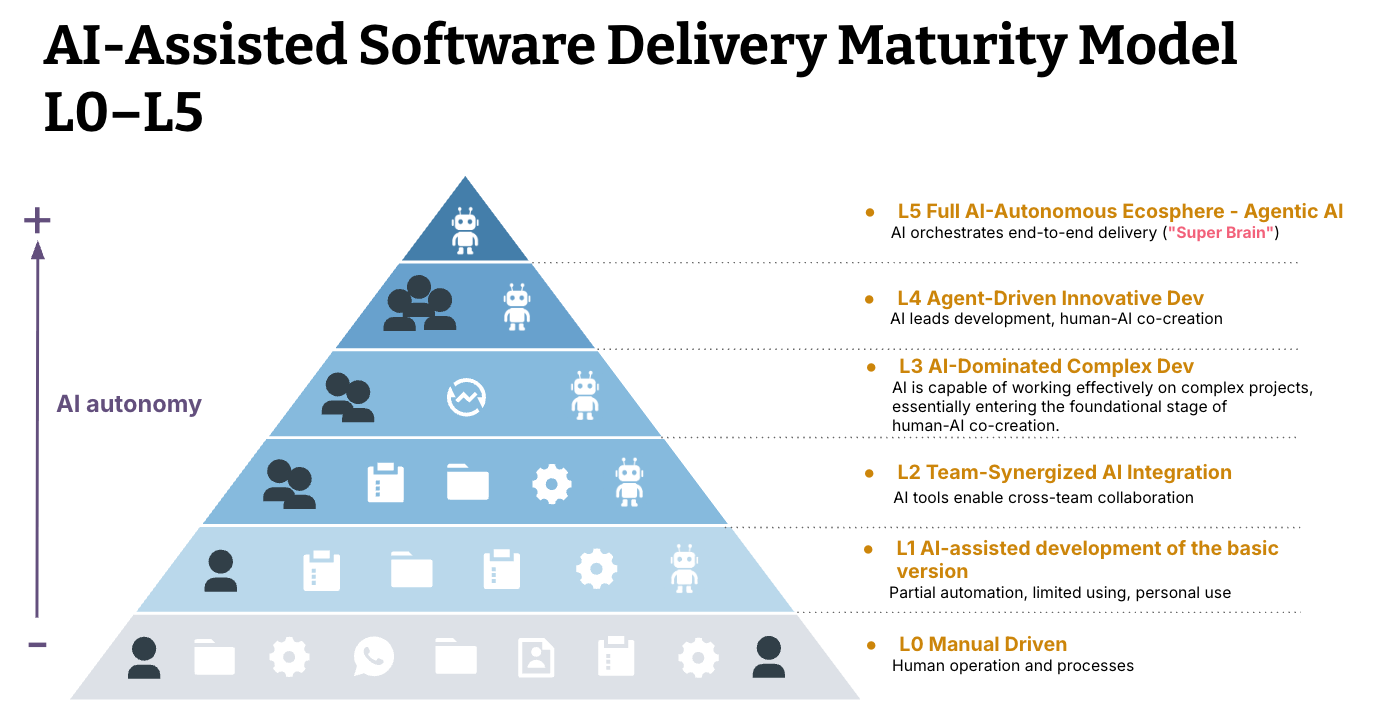 AI-Assisted Software Delivery Maturity Model
L0–L5
+
AI autonomy
–
● L5 Full AI-Autonomous Ecosphere - Agentic AI
AI orchestrates end-to-end delivery ("Super Brain")
● L4 Agent-Driven Innovative Dev
AI leads development, human-AI co-creation
● L3 AI-Dominated Complex Dev
AI is capable of working effectively on complex projects,
essentially entering the foundational stage of
human-AI co-creation.
● L2 Team-Synergized AI Integration
AI tools enable cross-team collaboration
● L1 AI-assisted development of the basic
version
Partial automation, limited using, personal use
● L0 Manual Driven
Human operation and processes